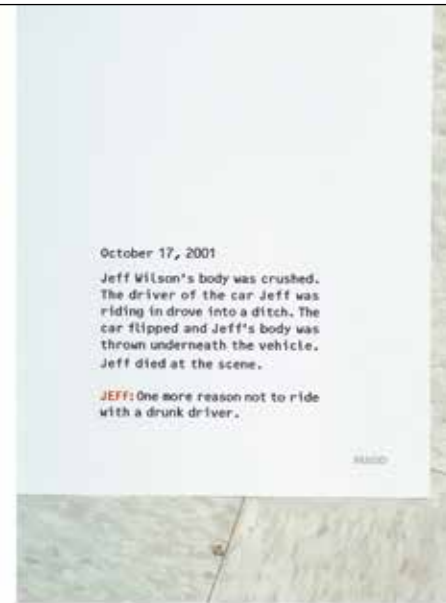 October 17, 2001
Jeff Wilson's body was crushed.
The driver of the car Jeff was
riding in drove into a ditch. The
car flipped and Jeff's body was
thrown underneath the vehicle.
Jeff died at the scene.
JEFF: One more reason not to ride
with a drunk driver.